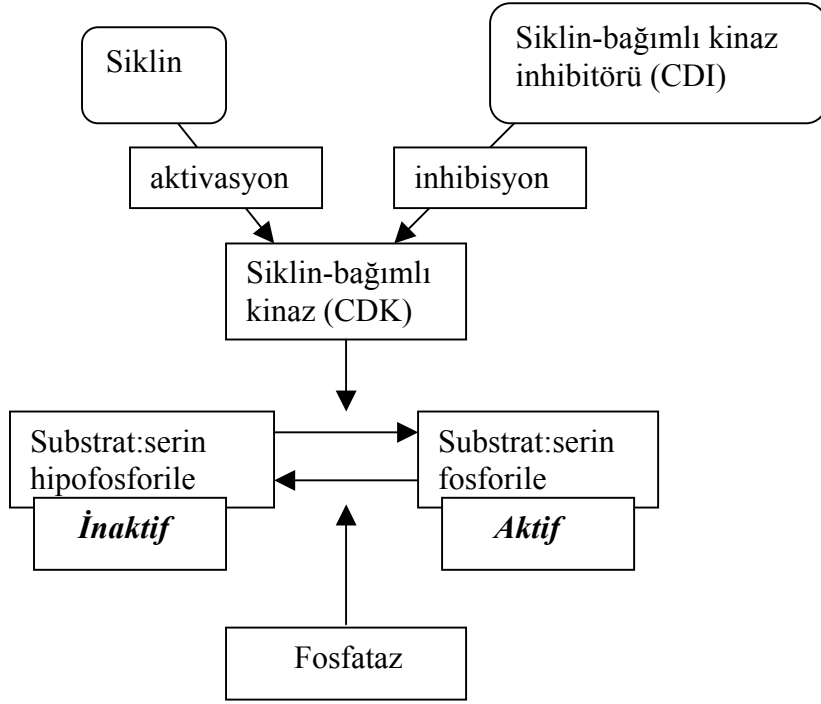 Siklin
Siklin-bağımlı kinaz
inhibitörü (CDI)
aktivasyon
inhibisyon
Siklin-bağımlı
kinaz (CDK)
Substrat:serin
hipofosforile
İnaktif
Substrat:serin
fosforile
Aktif
Fosfataz